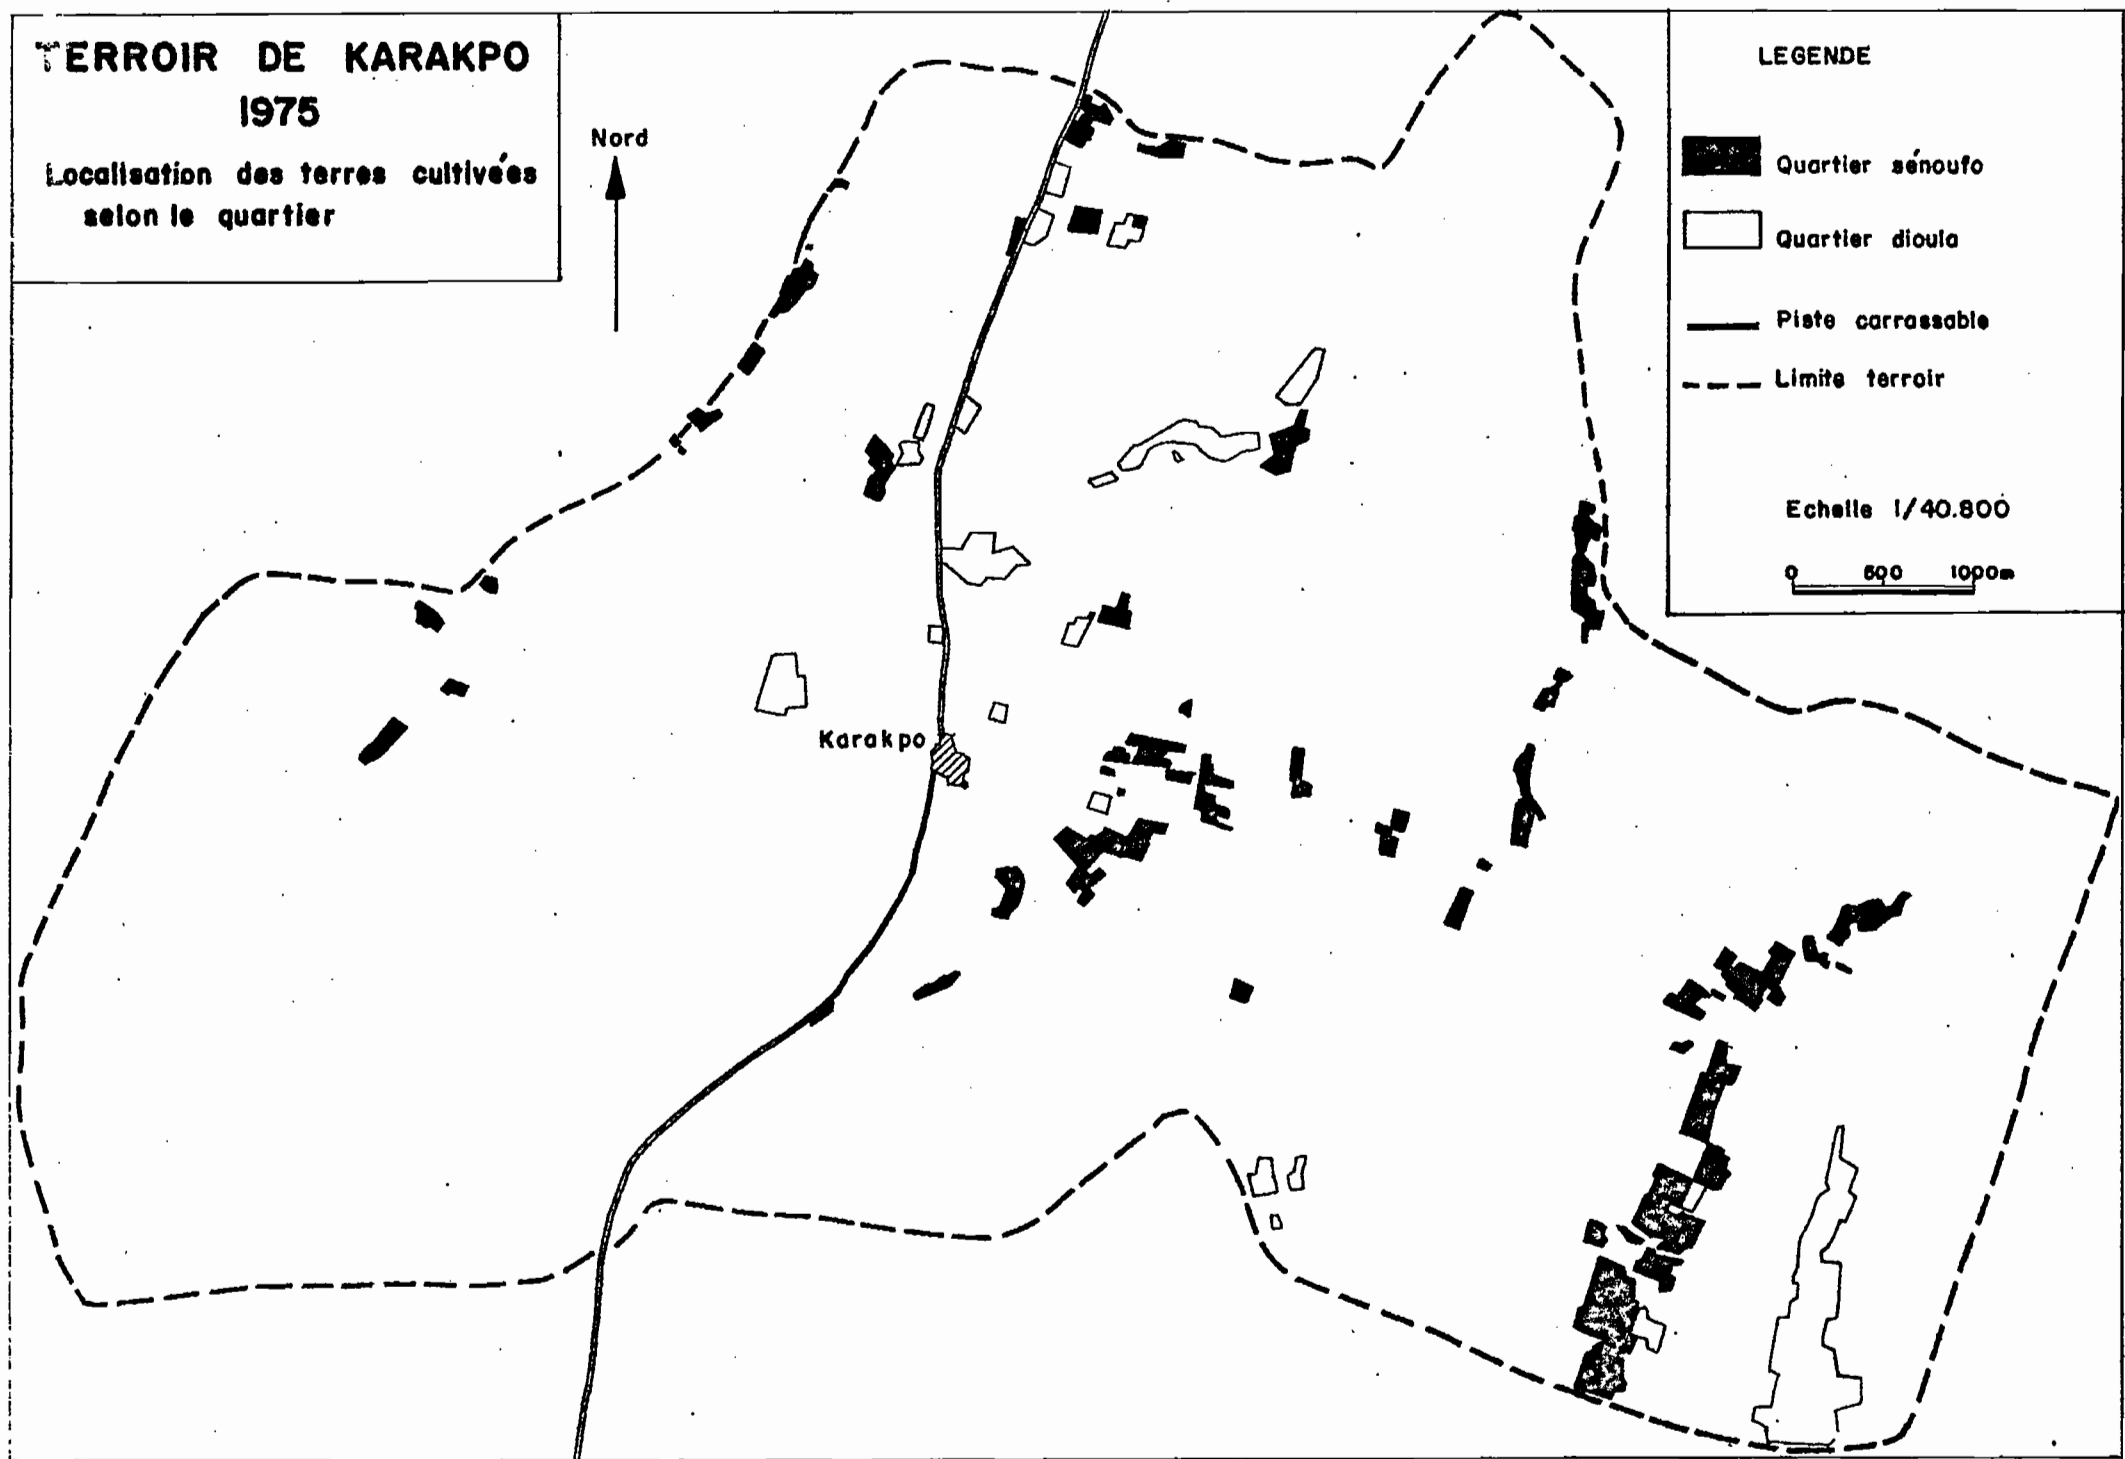 TERROIR DE KARAKPO
1975
Localisation des terres cultivées
selon le quartier
Nord
Karakpo
LEGENDE
Quartier sénoufo
Quartier dioula
Piste carrassable
Limite terroir
Echelle 1/40.800
0 500 1000m